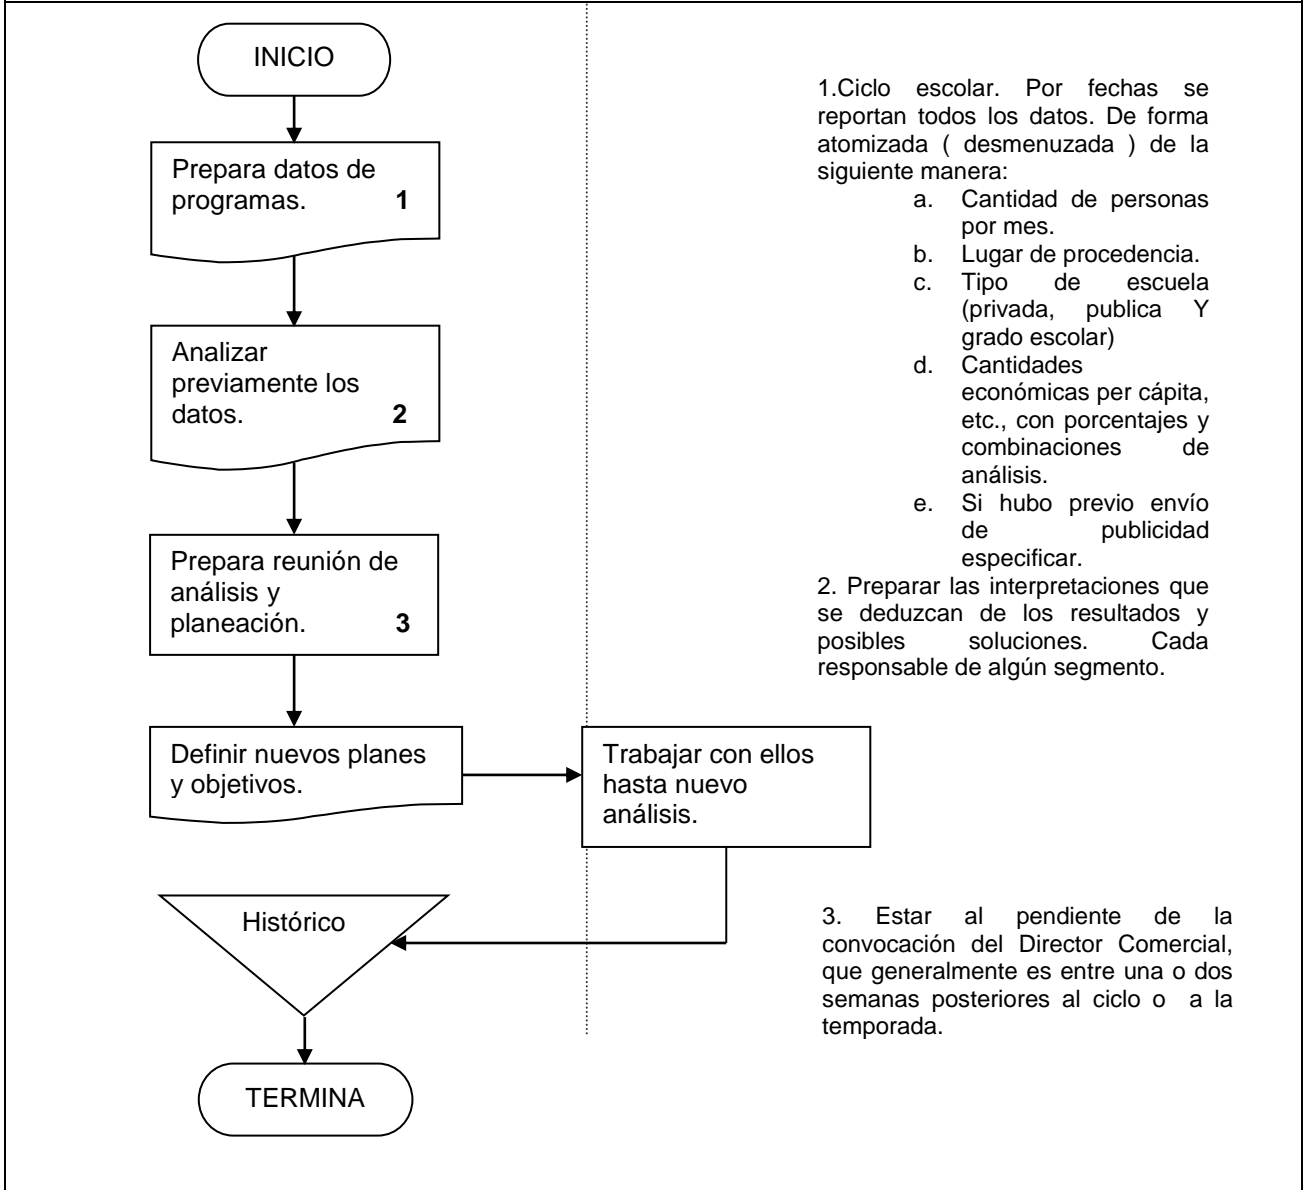 INICIO
Prepara datos de
programas. 1
Analizar
previamente los
datos. 2
Prepara reunión de
análisis y
planeación. 3
Definir nuevos planes
y objetivos.
Trabajar con ellos
hasta nuevo
análisis.
Histórico
TERMINA
1.Ciclo escolar. Por fechas se
reportan todos los datos. De forma
atomizada ( desmenuzada ) de la
siguiente manera:
a. Cantidad de personas
por mes.
b. Lugar de procedencia.
c. Tipo de escuela
(privada, publica Y
grado escolar)
d. Cantidades
económicas per cápita,
etc., con porcentajes y
combinaciones de
análisis.
e. Si hubo previo envío
de publicidad
especificar.
2. Preparar las interpretaciones que
se deduzcan de los resultados y
posibles soluciones. Cada
responsable de algún segmento.
3. Estar al pendiente de la
convocación del Director Comercial,
que generalmente es entre una o dos
semanas posteriores al ciclo o a la
temporada.